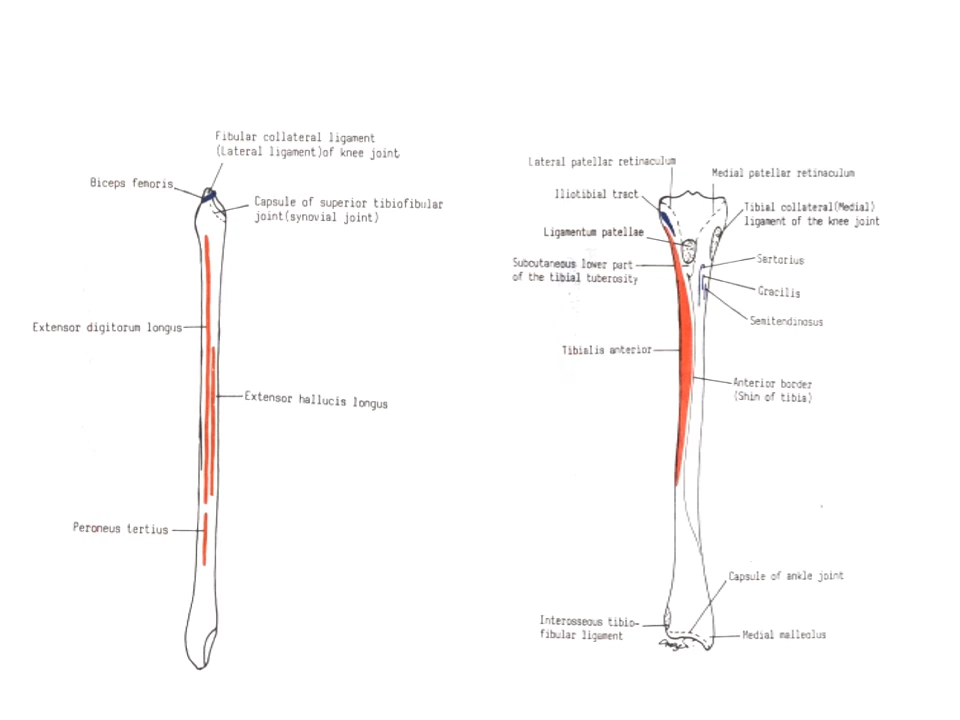 Fibular collateral ligament
(Lateral ligament)of knee joint
Biceps femoris
Capsule of superior tibiofibular
joint(synovial joint)
Extensor digitorum longus
Extensor hallucis longus
Peroneus tertius
Lateral patellar retinaculum
Medial patellar retinaculum
Iliotibial tract
Tibial collateral(Medial)
ligament of the knee joint
Ligamentum patellae
Sartorius
Subcutaneous lower part
of the tibial tuberosity
Gracilis
Semitendinosus
Tibialis anterior
Anterior border
(Shin of tibia)
Capsule of ankle joint
Interosseous tibio-
fibular ligament
Medial malleolus